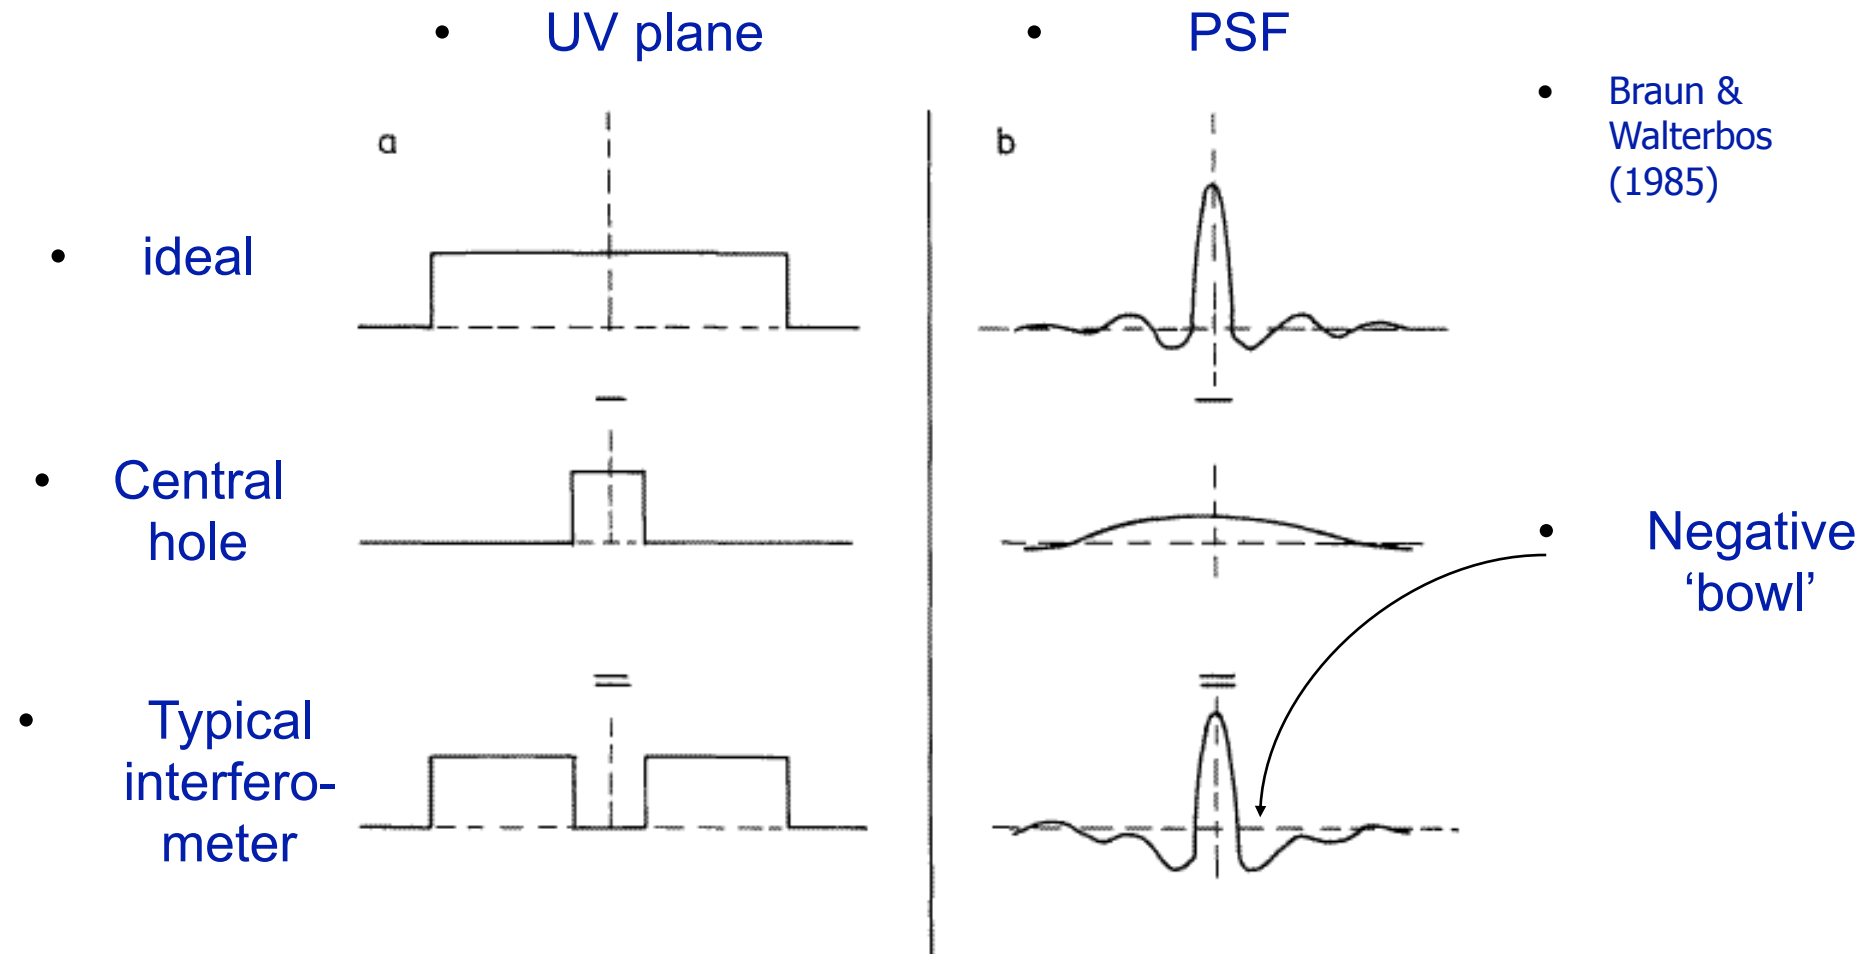 • UV plane
• PSF
• Braun &
Walterbos
(1985)
a
b
• ideal
• Central
hole
• Negative
‘bowl’
• Typical
interfero-
meter